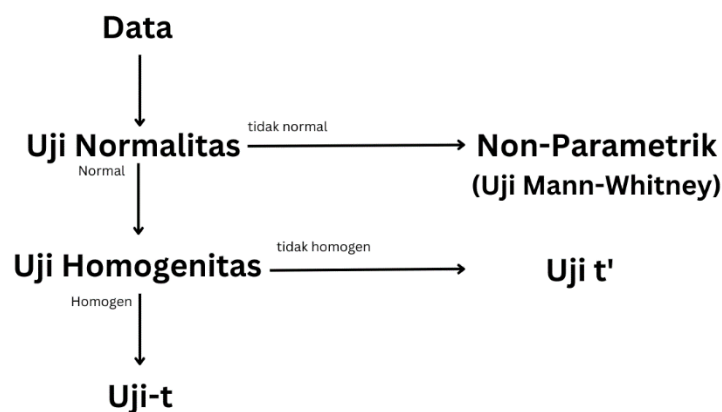 Data
tidak normal
Uji Normalitas
Non-Parametrik
Normal
(Uji Mann-Whitney)
tidak homogen
Uji Homogenitas
Uji t'
Homogen
Uji-t